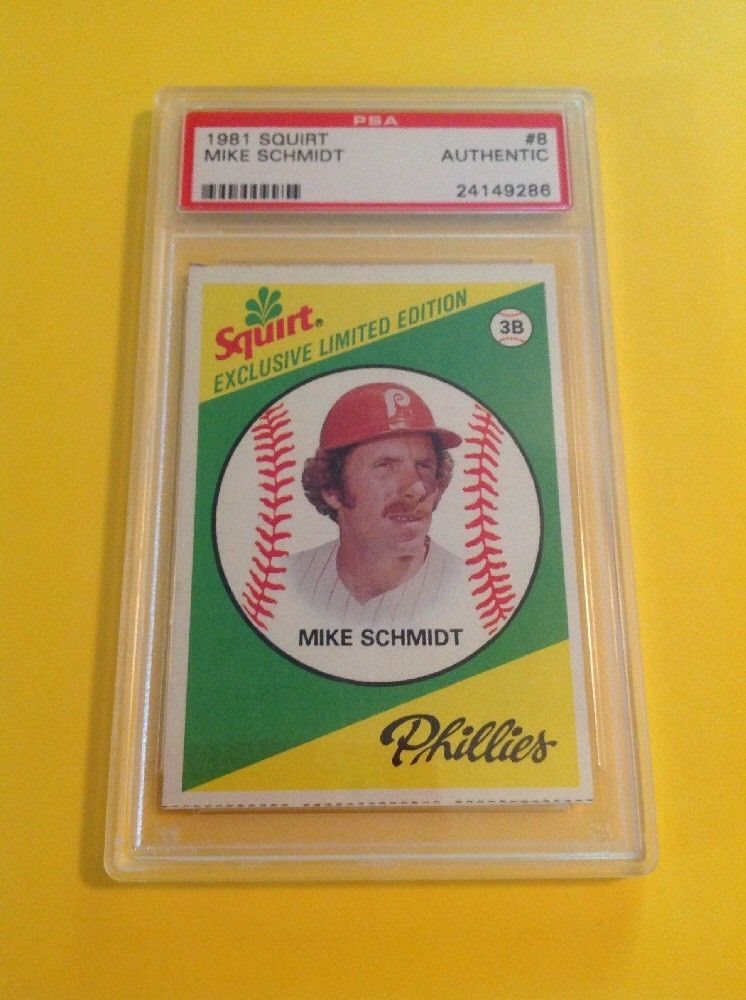 PSA
1981 SQUIRT #8
MIKE SCHMIDT AUTHENTIC
24149286
Squirt®
EXCLUSIVE LIMITED EDITION
3B
P
MIKE SCHMIDT
Phillies